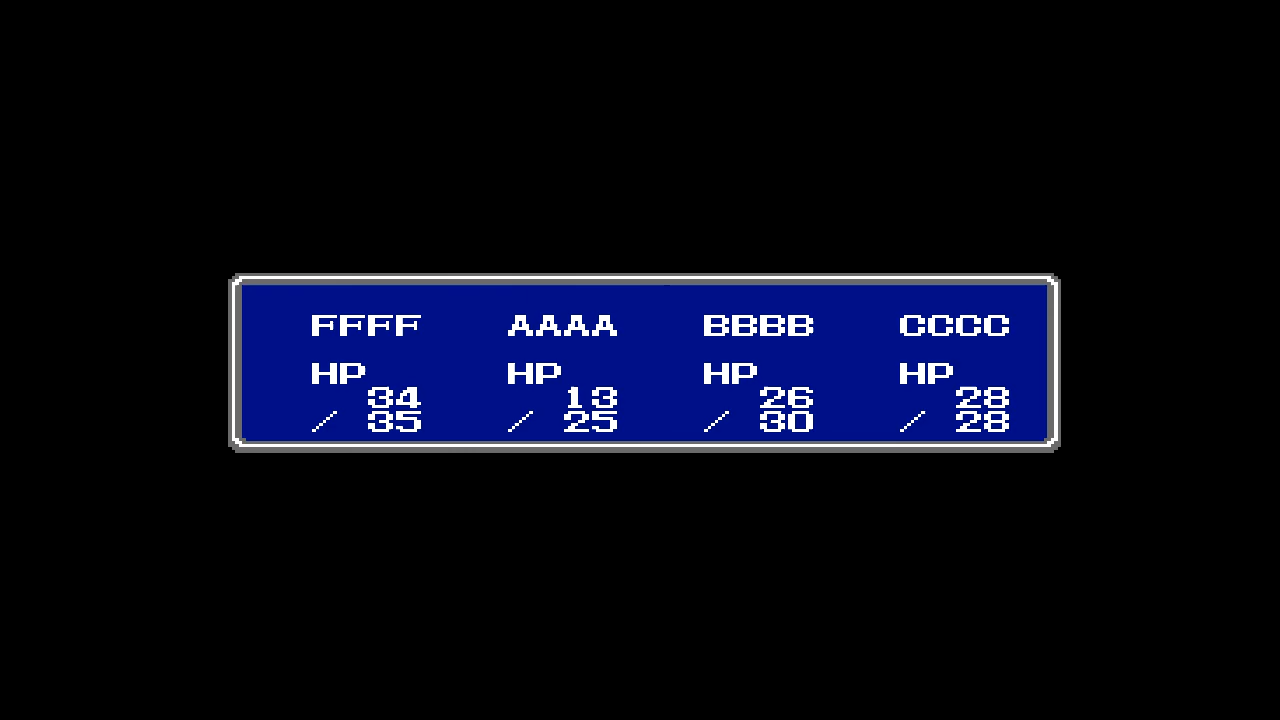 FFFF AAAA BBBB CCCC
HP HP HP HP
34 13 26 28
/ 35 / 25 / 30 / 28